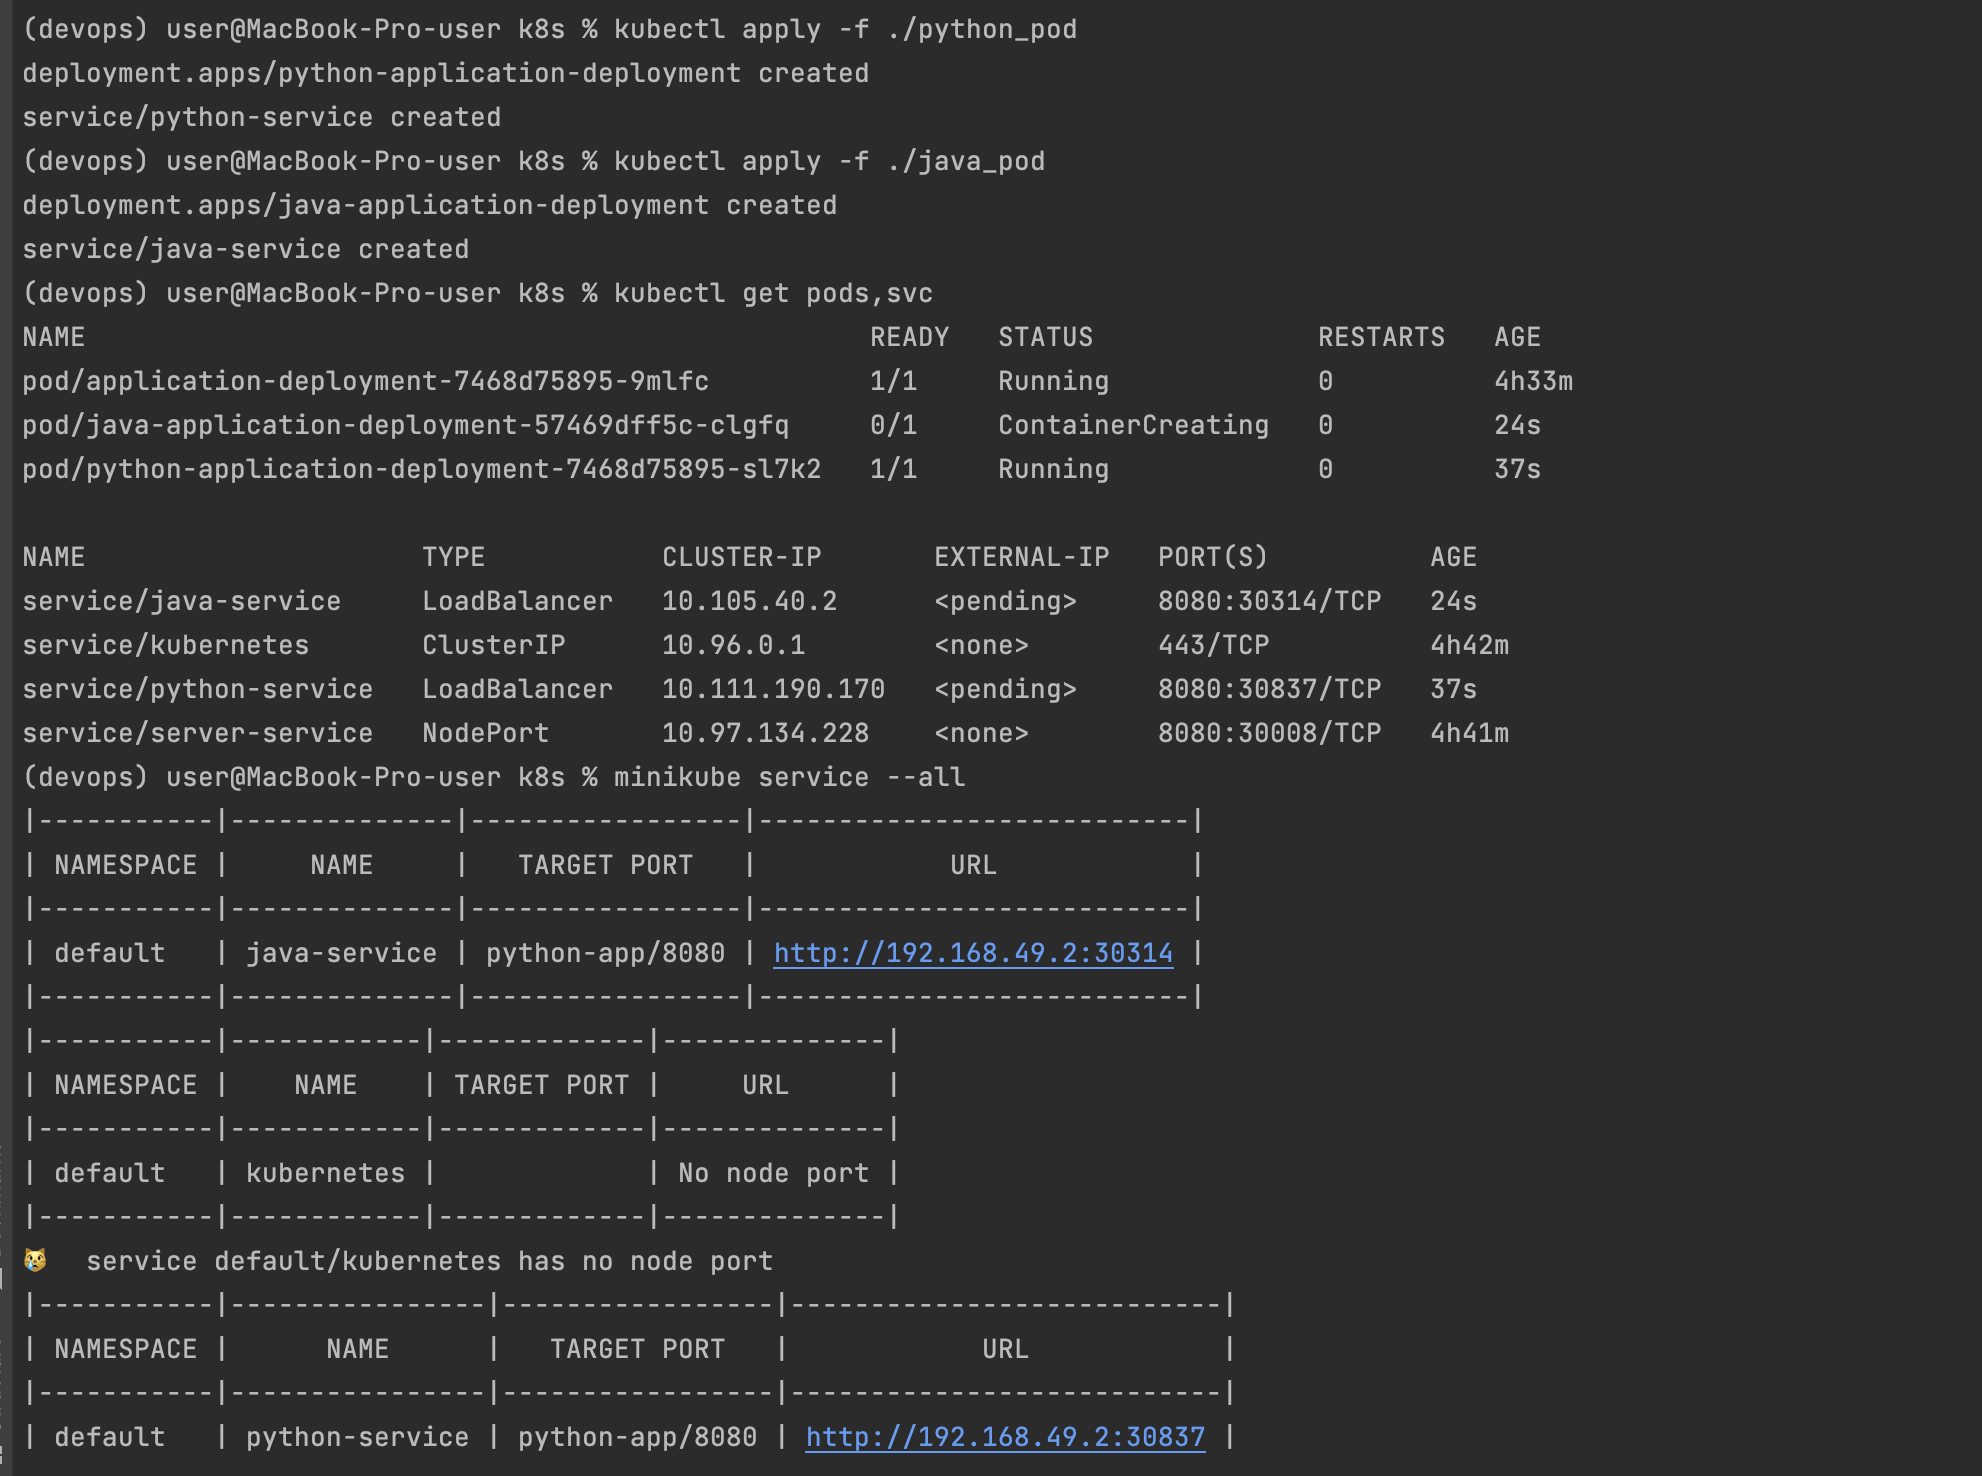 (devops) user@MacBook-Pro-user k8s % kubectl apply -f ./python_pod
deployment.apps/python-application-deployment created
service/python-service created
(devops) user@MacBook-Pro-user k8s % kubectl apply -f ./java_pod
deployment.apps/java-application-deployment created
service/java-service created
(devops) user@MacBook-Pro-user k8s % kubectl get pods,svc
NAME                                                 READY   STATUS              RESTARTS   AGE
pod/application-deployment-7468d75895-9mlfc          1/1     Running             0          4h33m
pod/java-application-deployment-57469dff5c-clgfq     0/1     ContainerCreating   0          24s
pod/python-application-deployment-7468d75895-sl7k2   1/1     Running             0          37s
NAME                     TYPE           CLUSTER-IP       EXTERNAL-IP   PORT(S)          AGE
service/java-service     LoadBalancer   10.105.40.2      <pending>     8080:30314/TCP   24s
service/kubernetes       ClusterIP      10.96.0.1        <none>        443/TCP          4h42m
service/python-service   LoadBalancer   10.111.190.170   <pending>     8080:30837/TCP   37s
service/server-service   NodePort       10.97.134.228    <none>        8080:30008/TCP   4h41m
(devops) user@MacBook-Pro-user k8s % minikube service --all
|-----------|--------------|-----------------|---------------------------|
| NAMESPACE |     NAME     |   TARGET PORT   |            URL            |
|-----------|--------------|-----------------|---------------------------|
| default   | java-service | python-app/8080 | http://192.168.49.2:30314 |
|-----------|--------------|-----------------|---------------------------|
|-----------|------------|-------------|--------------|
| NAMESPACE |    NAME    | TARGET PORT |     URL      |
|-----------|------------|-------------|--------------|
| default   | kubernetes |             | No node port |
|-----------|------------|-------------|--------------|
😿  service default/kubernetes has no node port
|-----------|----------------|-----------------|---------------------------|
| NAMESPACE |      NAME      |   TARGET PORT   |            URL            |
|-----------|----------------|-----------------|---------------------------|
| default   | python-service | python-app/8080 | http://192.168.49.2:30837 |